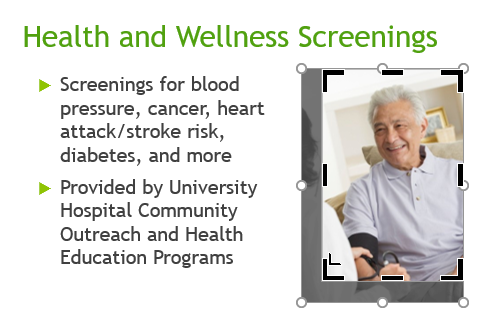 Health and Wellness Screenings
Screenings for blood
pressure, cancer, heart
attack/stroke risk,
diabetes, and more
Provided by University
Hospital Community
Outreach and Health
Education Programs